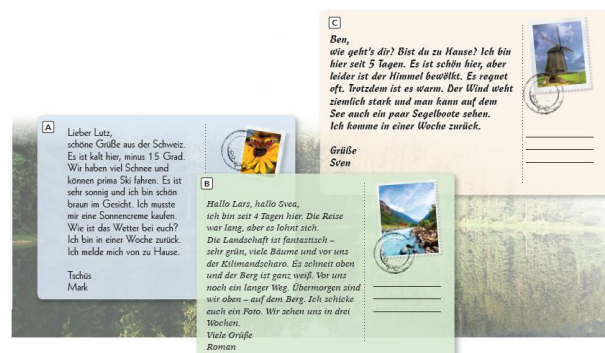 A
Lieber Lutz,
schöne Grüße aus der Schweiz.
Es ist kalt hier, minus 15 Grad.
Wir haben viel Schnee und
können prima Ski fahren. Es ist
sehr sonnig und ich bin schön
braun im Gesicht. Ich musste
mir eine Sonnencreme kaufen.
Wie ist das Wetter bei euch?
Ich bin in einer Woche zurück.
Ich melde mich von zu Hause.
Tschüs
Mark
B
Hallo Lars, hallo Svea,
ich bin seit 4 Tagen hier. Die Reise
war lang, aber es lohnt sich.
Die Landschaft ist fantastisch –
sehr grün, viele Bäume und vor uns
der Kilimandscharo. Es schneit oben
und der Berg ist ganz weiß. Vor uns
noch ein langer Weg. Übermorgen sind
wir oben – auf dem Berg. Ich schicke
euch ein Foto. Wir sehen uns in drei
Wochen.
Viele Grüße
Roman
C
Ben,
wie geht's dir? Bist du zu Hause? Ich bin
hier seit 5 Tagen. Es ist schön hier, aber
leider ist der Himmel bewölkt. Es regnet
oft. Trotzdem ist es warm. Der Wind weht
ziemlich stark und man kann auf dem
See auch ein paar Segelboote sehen.
Ich komme in einer Woche zurück.
Grüße
Sven